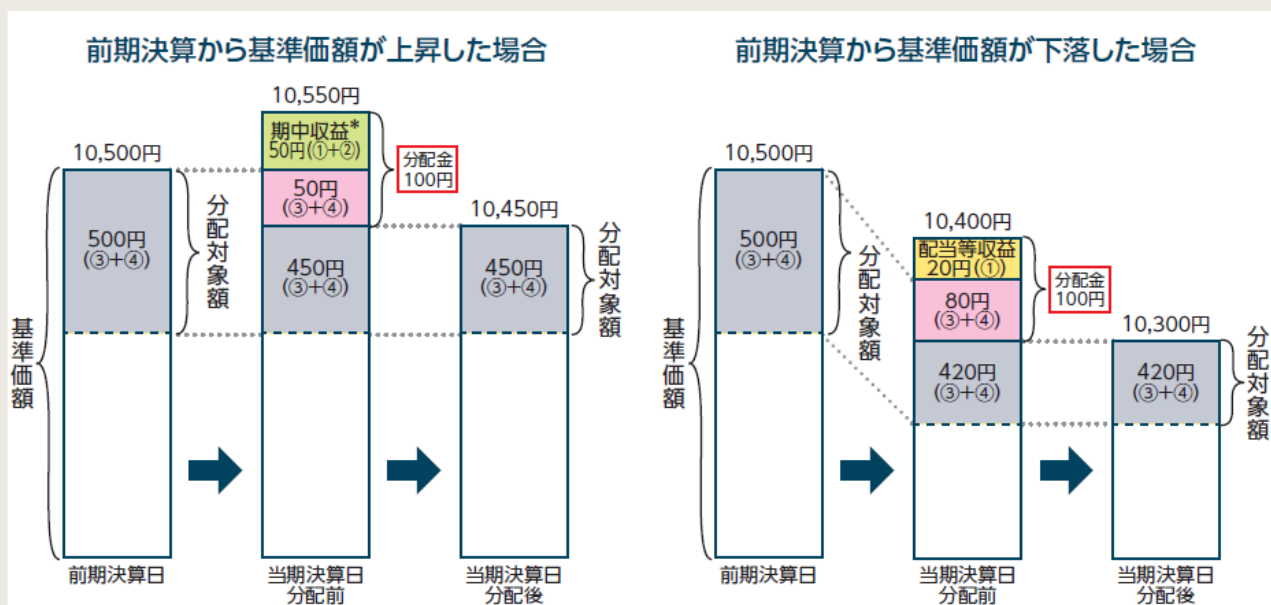 前期決算から基準価額が上昇した場合
10,500円
500円
(③+④)
分配対象額
基準価額
前期決算日
10,550円
期中収益*
50円(①+②)
50円
(③+④)
450円
(③+④)
分配金
100円
当期決算日
分配前
10,450円
450円
(③+④)
分配対象額
当期決算日
分配後
前期決算から基準価額が下落した場合
10,500円
500円
(③+④)
分配対象額
基準価額
前期決算日
10,400円
配当等収益
20円(①)
80円
(③+④)
420円
(③+④)
分配金
100円
当期決算日
分配前
10,300円
420円
(③+④)
分配対象額
当期決算日
分配後